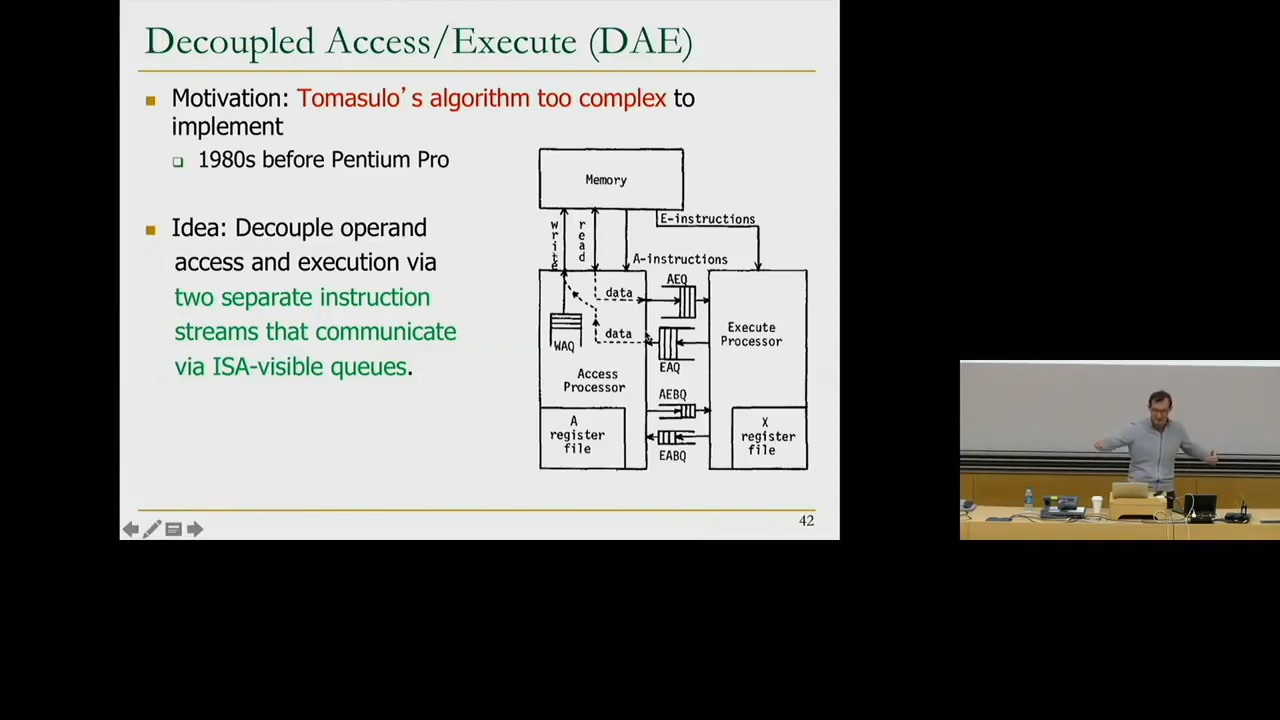 Decoupled Access/Execute (DAE)
Motivation: Tomasulo's algorithm too complex to
implement
1980s before Pentium Pro
Idea: Decouple operand
access and execution via
two separate instruction
streams that communicate
via ISA-visible queues.
Memory
write
read
E-instructions
A-instructions
AEQ
data
data
WAQ
EAQ
Execute
Processor
Access
Processor
AEBQ
A
register
file
X
register
file
EABQ
42